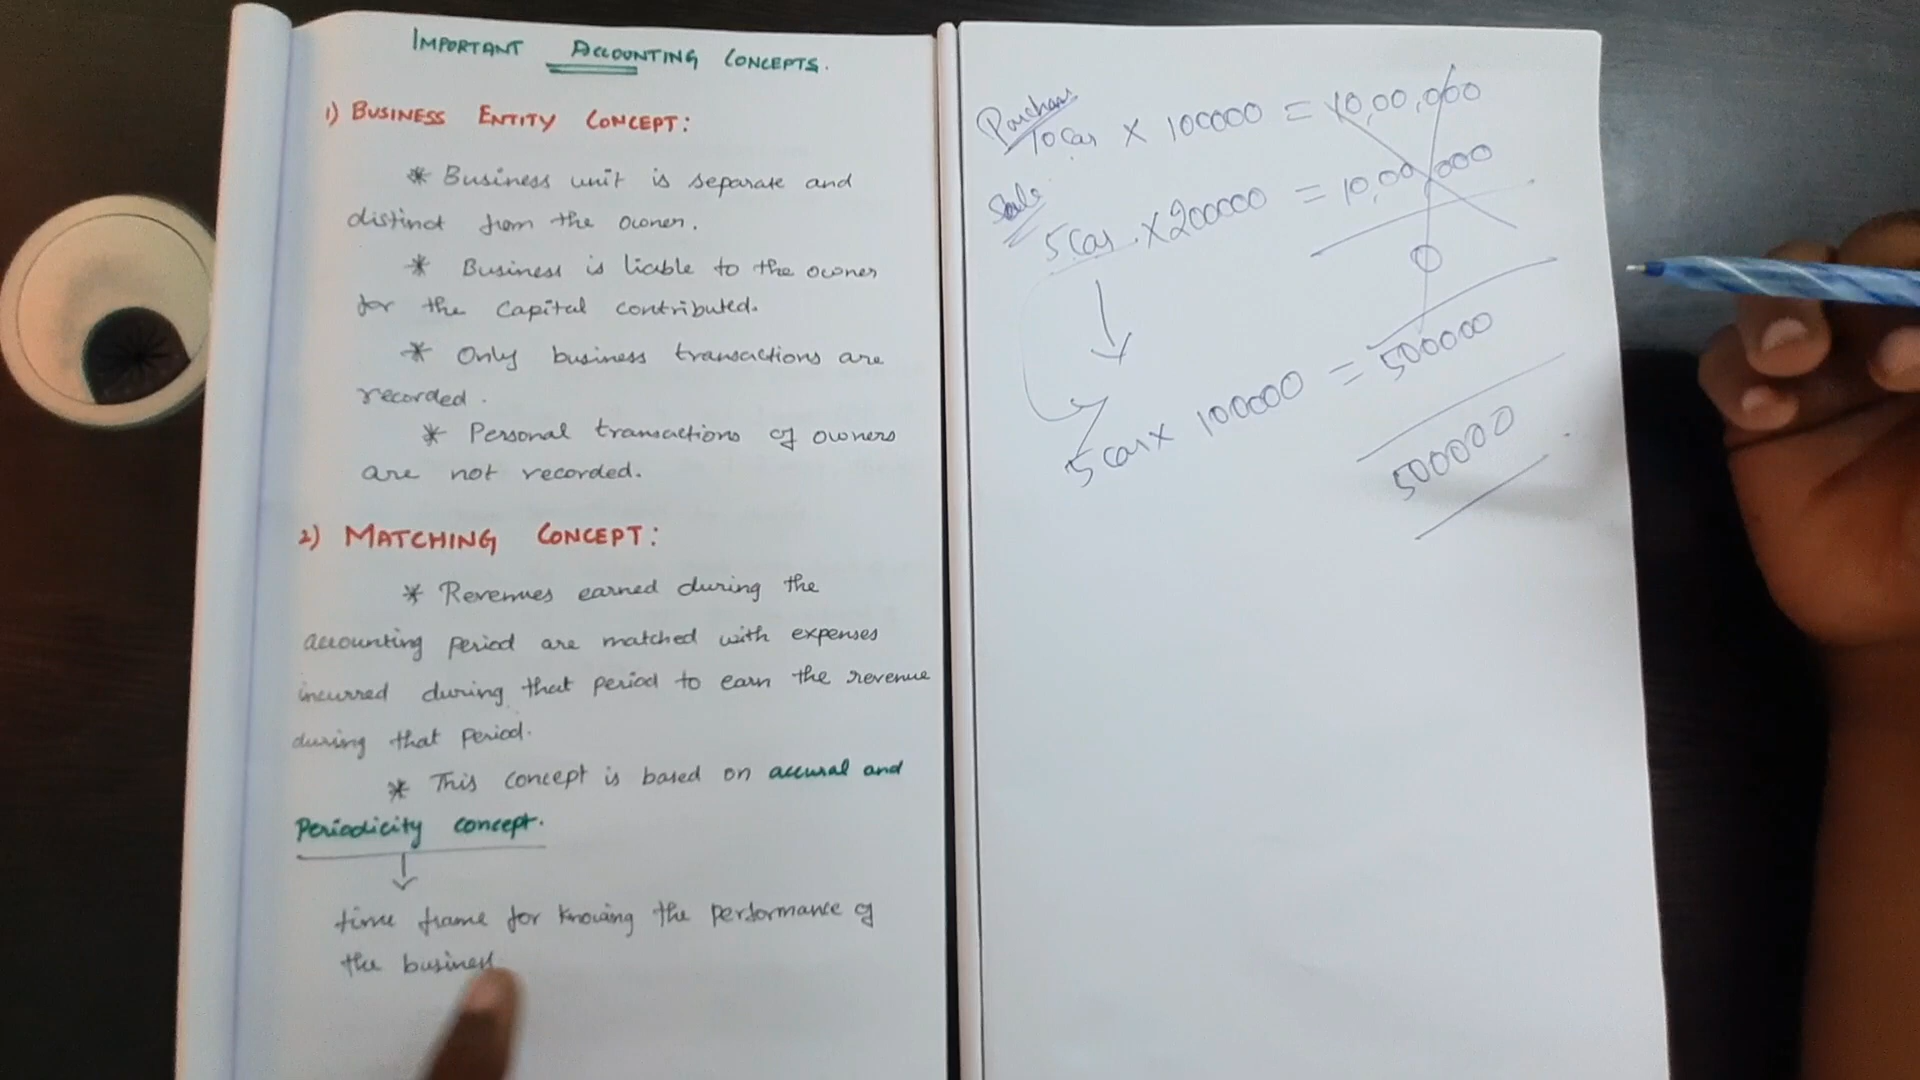 IMPORTANT ACCOUNTING CONCEPTS.
1) BUSINESS ENTITY CONCEPT:
* Business unit is separate and
distinct from the owner.
* Business is liable to the owner
for the capital contributed.
* Only business transactions are
recorded.
* Personal transactions of owners
are not recorded.
2) MATCHING CONCEPT:
* Revenues earned during the
accounting period are matched with expenses
incurred during that period to earn the revenue
during that period.
* This concept is based on accural and
Periodicity concept.
time frame for knowing the performance of
the business
Purchase
10 Car X 100000 = 10,00,000
Sale
5 Car X 200000 = 10,00,000
0
5 car x 100000 = 500000
500000